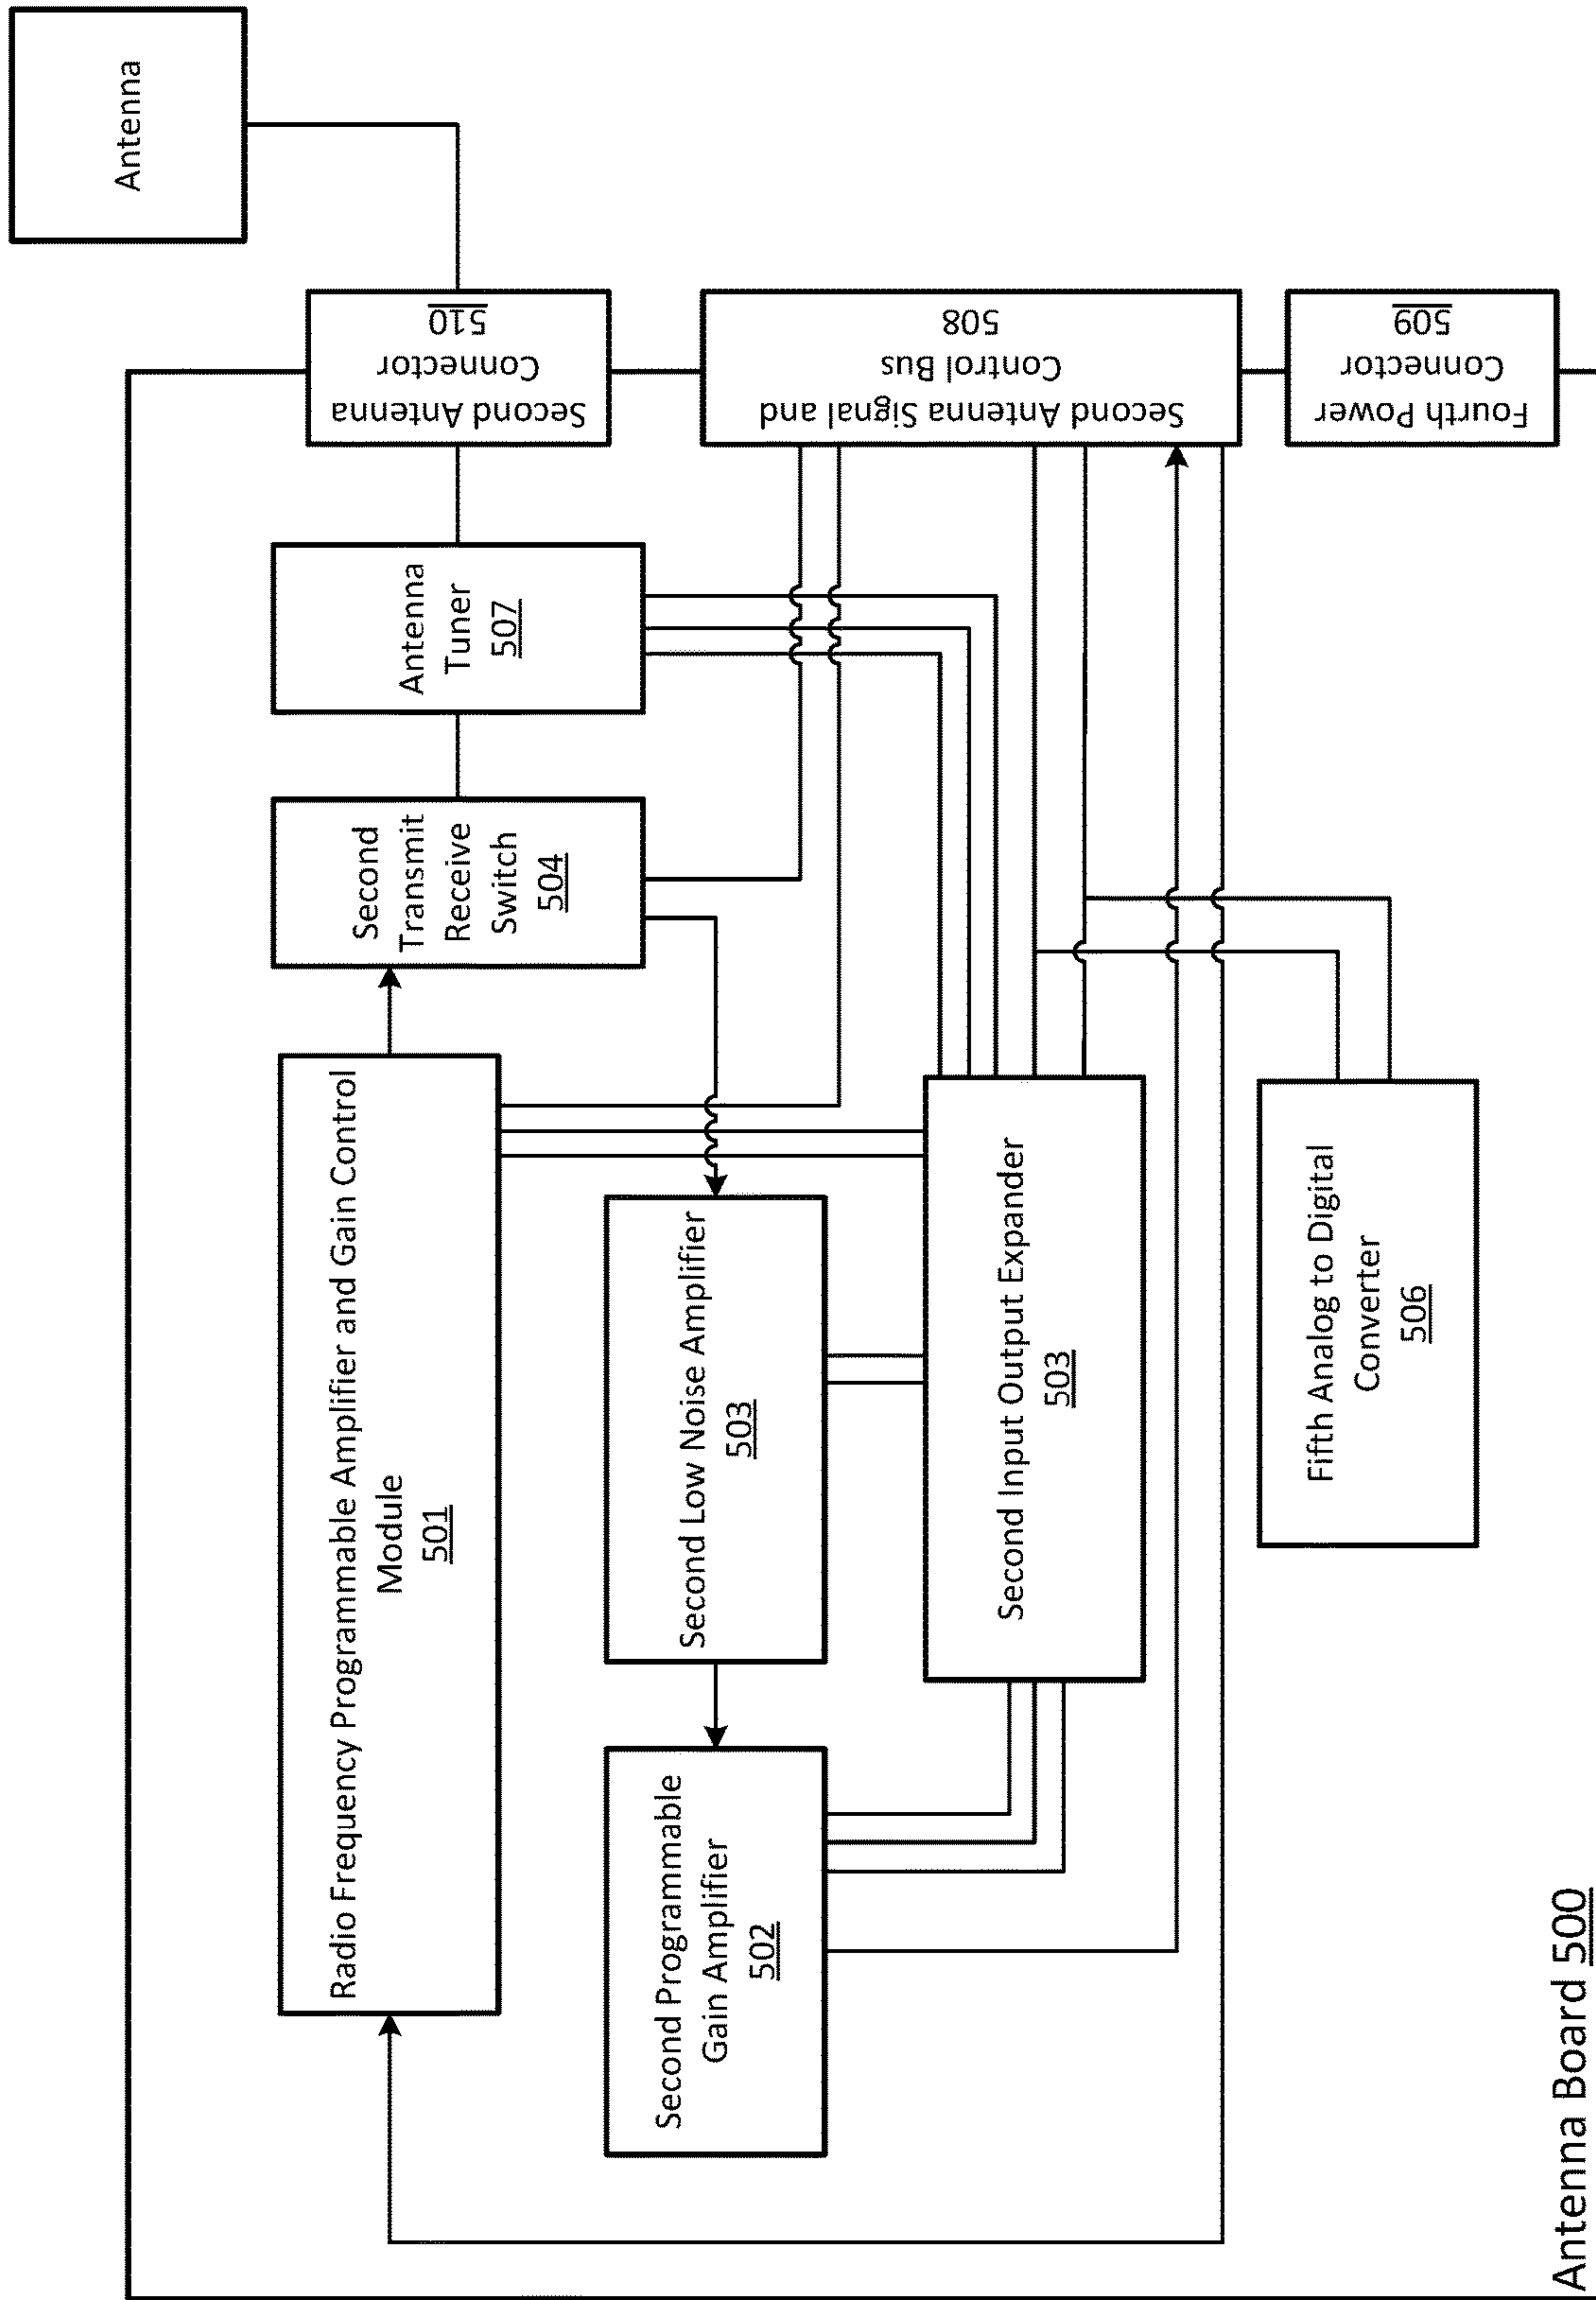 Antenna
Second Antenna
Connector
510
Antenna
Tuner
507
Second
Transmit
Receive
Switch
504
Radio Frequency Programmable Amplifier and Gain Control
Module
501
Second Antenna Signal and
Control Bus
508
Second Low Noise Amplifier
503
Second Programmable
Gain Amplifier
502
Second Input Output Expander
503
Fourth Power
Connector
509
Fifth Analog to Digital
Converter
506
Antenna Board 500